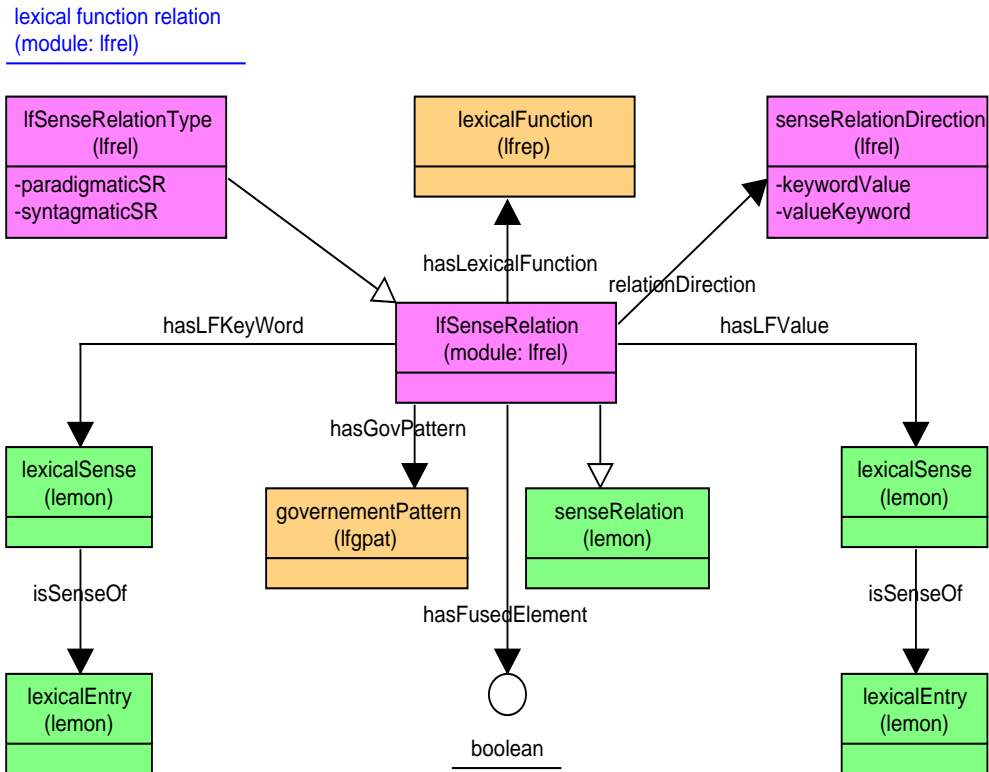 lexical function relation
(module: lfrel)
lfSenseRelationType
(lfrel)
-paradigmaticSR
-syntagmaticSR
lexicalFunction
(lfrep)
senseRelationDirection
(lfrel)
-keywordValue
-valueKeyword
hasLexicalFunction
relationDirection
hasLFKeyWord
lfSenseRelation
(module: lfrel)
hasLFValue
hasGovPattern
lexicalSense
(lemon)
governementPattern
(lfgpat)
senseRelation
(lemon)
lexicalSense
(lemon)
isSenseOf
hasFusedElement
isSenseOf
lexicalEntry
(lemon)
boolean
lexicalEntry
(lemon)